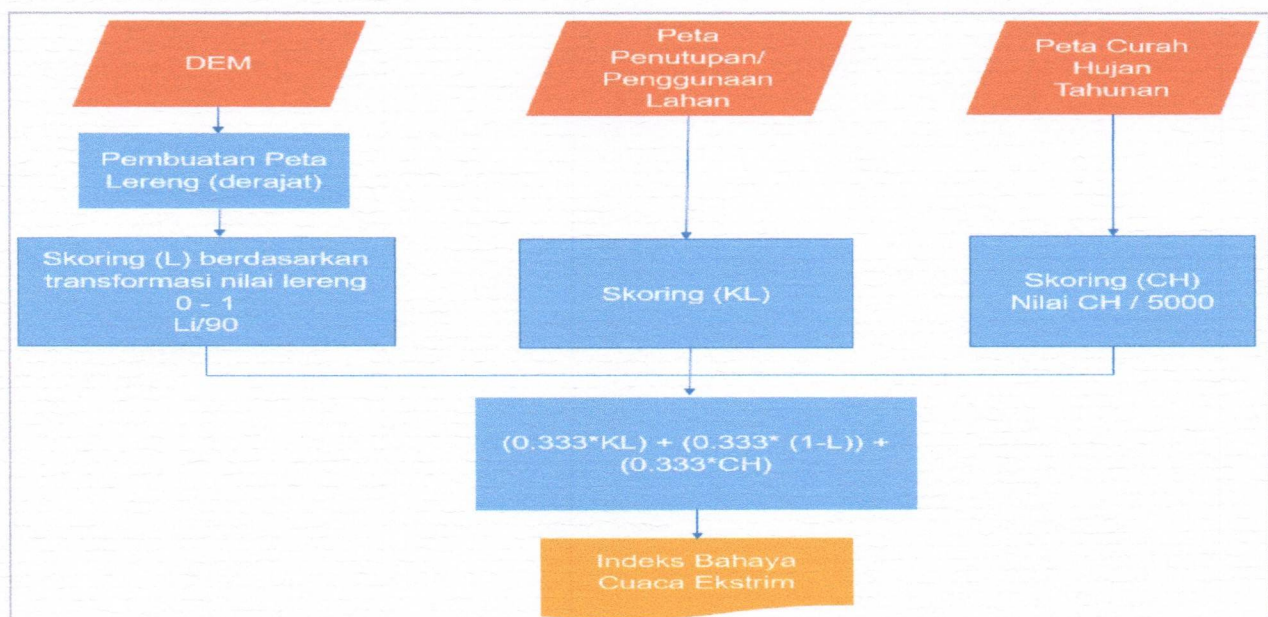 DEM
Peta
Penutupan/
Penggunaan
Lahan
Peta Curah
Hujan
Tahunan
Pembuatan Peta
Lereng (derajat)
Skoring (L) berdasarkan
transformasi nilai lereng
0 - 1
Li/90
Skoring (KL)
Skoring (CH)
Nilai CH / 5000
(0.333*KL) + (0.333* (1-L)) +
(0.333*CH)
Indeks Bahaya
Cuaca Ekstrim